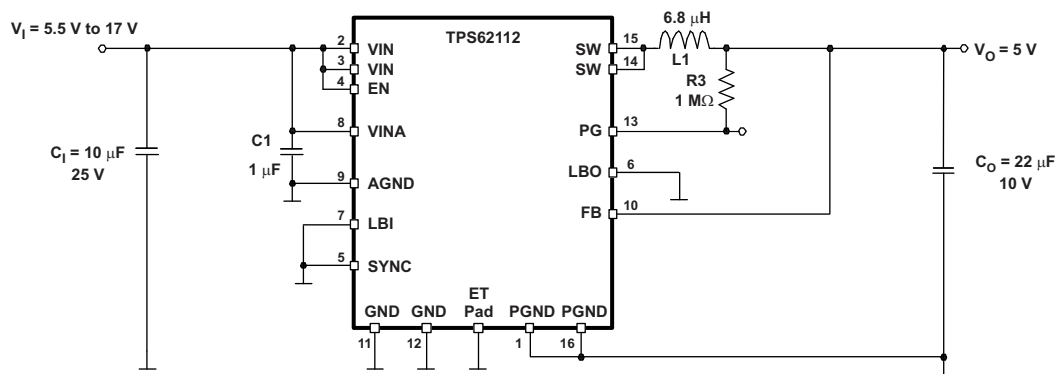 V_I = 5.5 V to 17 V
TPS62112
6.8 μH
L1
2 VIN
3 VIN
4 EN
8 VINA
9 AGND
7 LBI
5 SYNC
SW 15
SW 14
PG 13
LBO 6
FB 10
R3
1 MΩ
V_O = 5 V
C_I = 10 μF
25 V
C1
1 μF
C_O = 22 μF
10 V
GND GND ET Pad PGND PGND
11 12 1 16